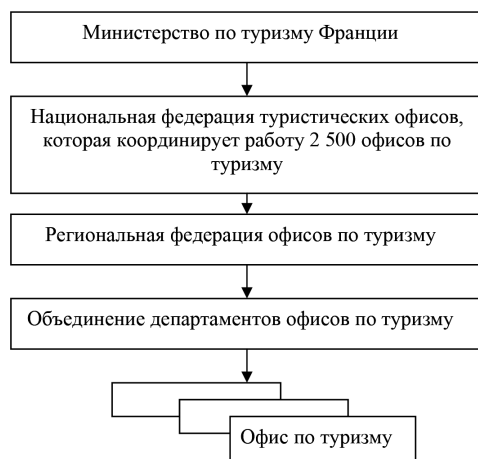 Министерство по туризму Франции
Национальная федерация туристических офисов,
которая координирует работу 2 500 офисов по
туризму
Региональная федерация офисов по туризму
Объединение департаментов офисов по туризму
Офис по туризму